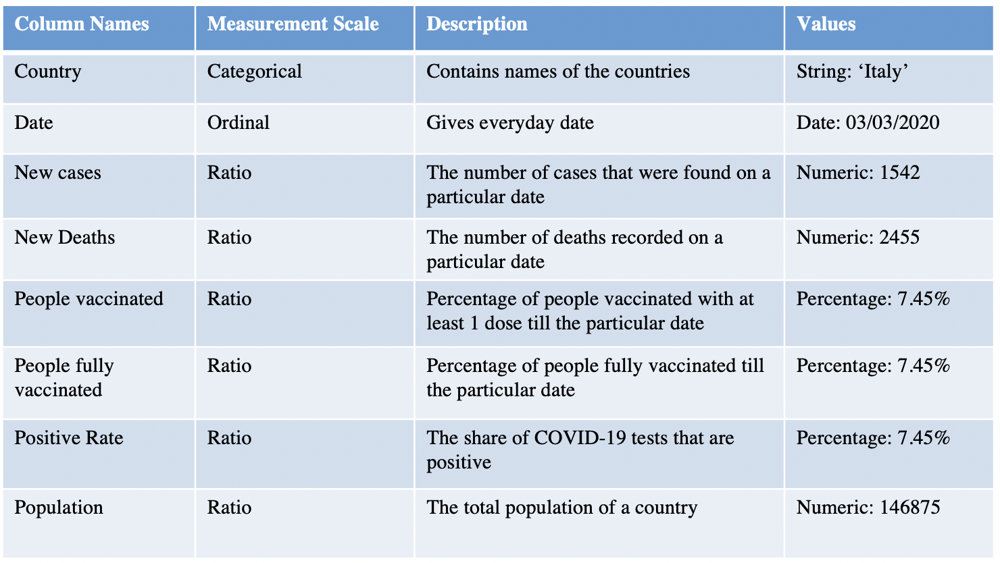 Column Names Measurement Scale Description Values
Country Categorical Contains names of the countries String: ‘Italy’
Date Ordinal Gives everyday date Date: 03/03/2020
New cases Ratio The number of cases that were found on a Numeric: 1542
particular date
New Deaths Ratio The number of deaths recorded on a Numeric: 2455
particular date
People vaccinated Ratio Percentage of people vaccinated with at Percentage: 7.45%
least 1 dose till the particular date
People fully Ratio Percentage of people fully vaccinated till Percentage: 7.45%
vaccinated the particular date
Positive Rate Ratio The share of COVID-19 tests that are Percentage: 7.45%
positive
Population Ratio The total population of a country Numeric: 146875